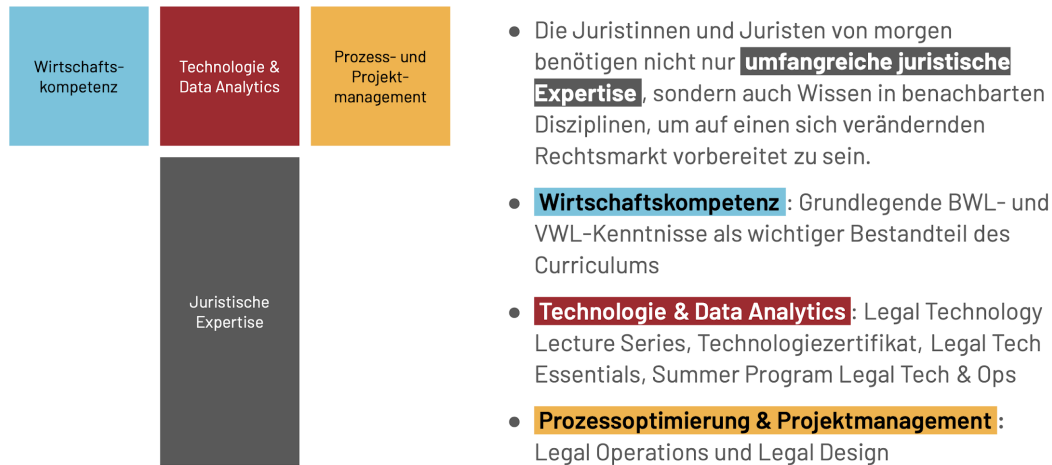 Wirtschafts-
kompetenz
Technologie &
Data Analytics
Prozess- und
Projekt-
management
Juristische
Expertise
● Die Juristinnen und Juristen von morgen
benötigen nicht nur umfangreiche juristische
Expertise, sondern auch Wissen in benachbarten
Disziplinen, um auf einen sich verändernden
Rechtsmarkt vorbereitet zu sein.
● Wirtschaftskompetenz: Grundlegende BWL- und
VWL-Kenntnisse als wichtiger Bestandteil des
Curriculums
● Technologie & Data Analytics: Legal Technology
Lecture Series, Technologiezertifikat, Legal Tech
Essentials, Summer Program Legal Tech & Ops
● Prozessoptimierung & Projektmanagement:
Legal Operations und Legal Design